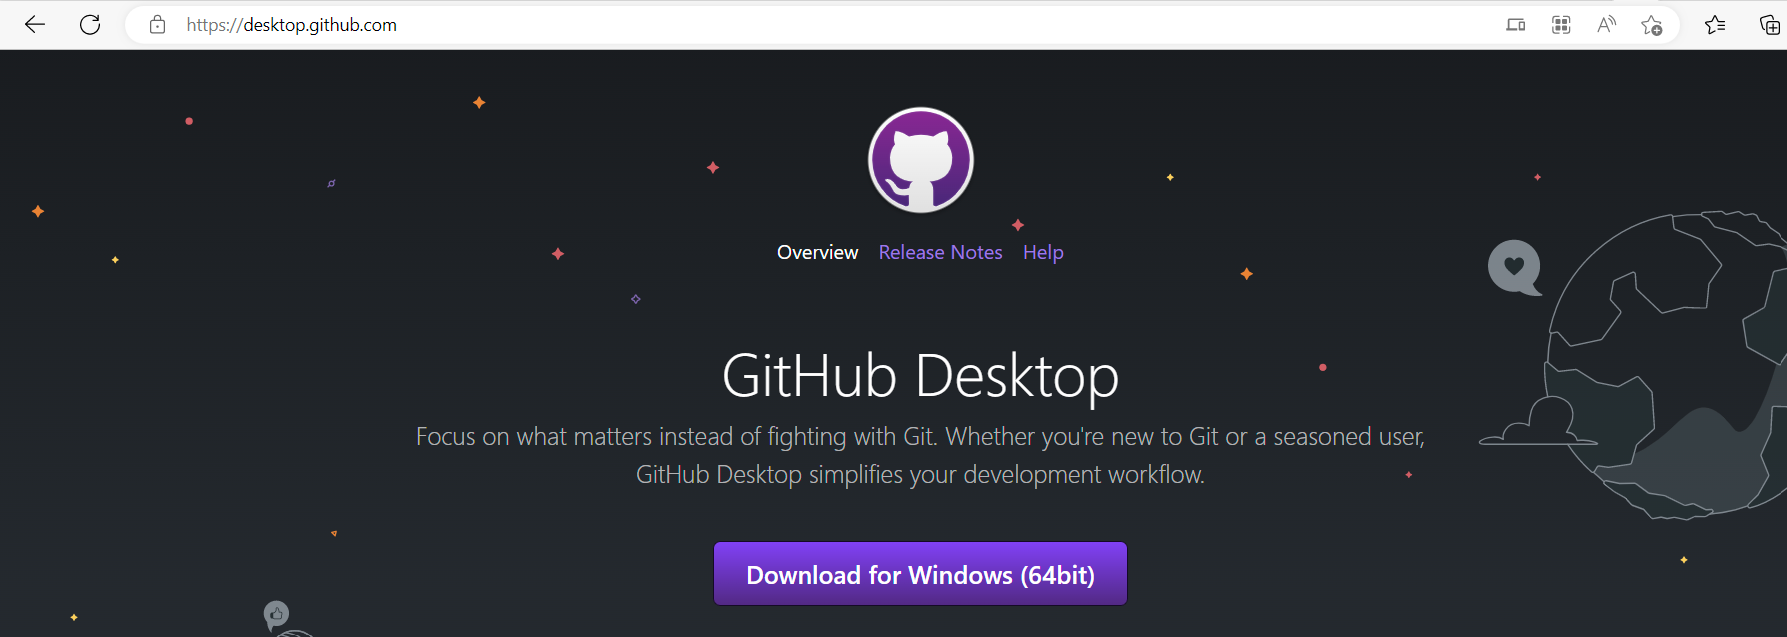 https://desktop.github.com
Overview Release Notes Help
GitHub Desktop
Focus on what matters instead of fighting with Git. Whether you're new to Git or a seasoned user,
GitHub Desktop simplifies your development workflow.
Download for Windows (64bit)